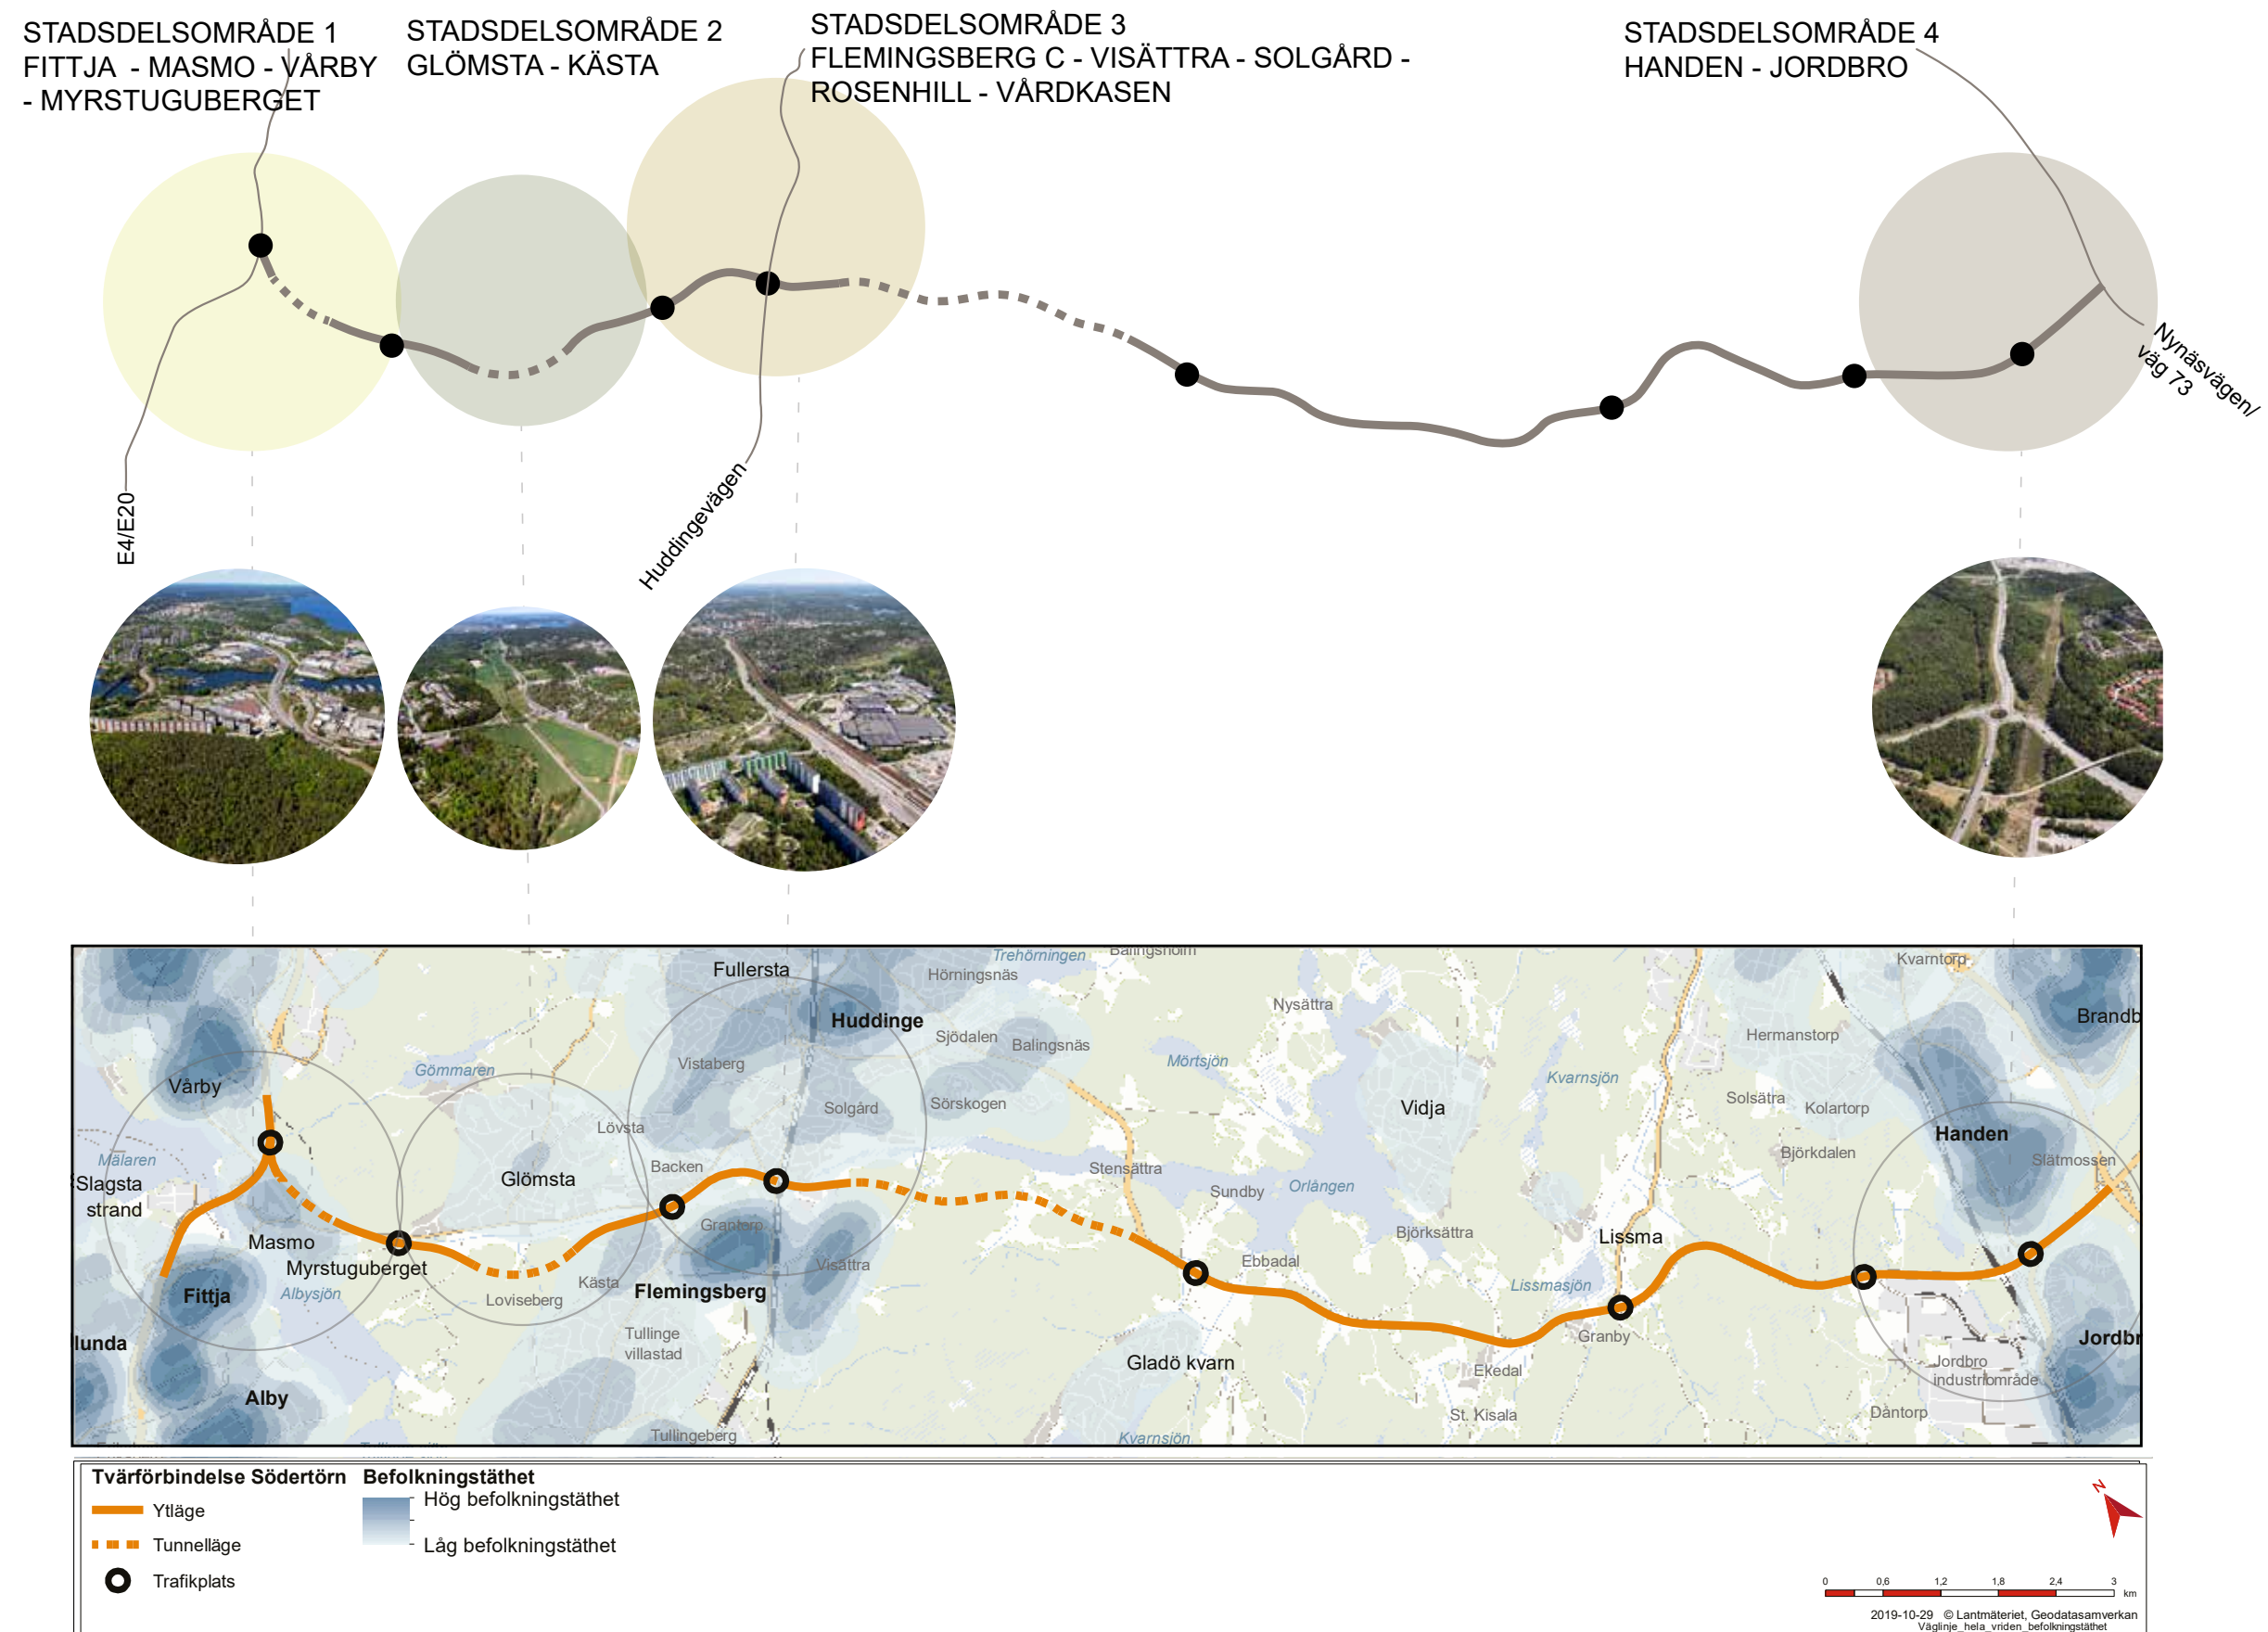 STADSDELSOMRÅDE 1
FITTJA - MASMO - VÅRBY
- MYRSTUGUBERGET
STADSDELSOMRÅDE 2
GLÖMSTA - KÄSTA
STADSDELSOMRÅDE 3
FLEMINGSBERG C - VISÄTTRA - SOLGÅRD -
ROSENHILL - VÅRDKASEN
STADSDELSOMRÅDE 4
HANDEN - JORDBRO
E4/E20
Huddingevägen
Nynäsvägen/
väg 73
Fullersta
Huddinge
Hörningsnäs
Trehörningen
Balingsholm
Kvarntorp
Brandb
Nysättra
Sjödalen
Balingsnäs
Hermanstorp
Vårby
Gömmaren
Vistaberg
Mörtsjön
Kvarnsjön
Solgård
Sörskogen
Vidja
Solsätra
Kolartorp
Lövsta
Handen
Mälaren
Slagsta
strand
Glömsta
Backen
Stensättra
Sundby
Orlången
Björkdalen
Slätmossen
Masmo
Myrstuguberget
Grantorp
Visättra
Björksättra
Lissma
Ebbadal
Fittja
Albysjön
Loviseberg
Kästa
Flemingsberg
Lissmasjön
Granby
lunda
Tullinge
villastad
Gladö kvarn
Ekedal
Jordbr
Jordbro
industriområde
Alby
St. Kisala
Dåntorp
Tullingeberg
Kvarnsjön
Tvärförbindelse Södertörn
Ytläge
Tunnelläge
Trafikplats
Befolkningstäthet
Hög befolkningstäthet
Låg befolkningstäthet
N
0 0,6 1,2 1,8 2,4 3
km
2019-10-29 © Lantmäteriet, Geodatasamverkan
Väglinje_hela_vriden_befolkningstäthet